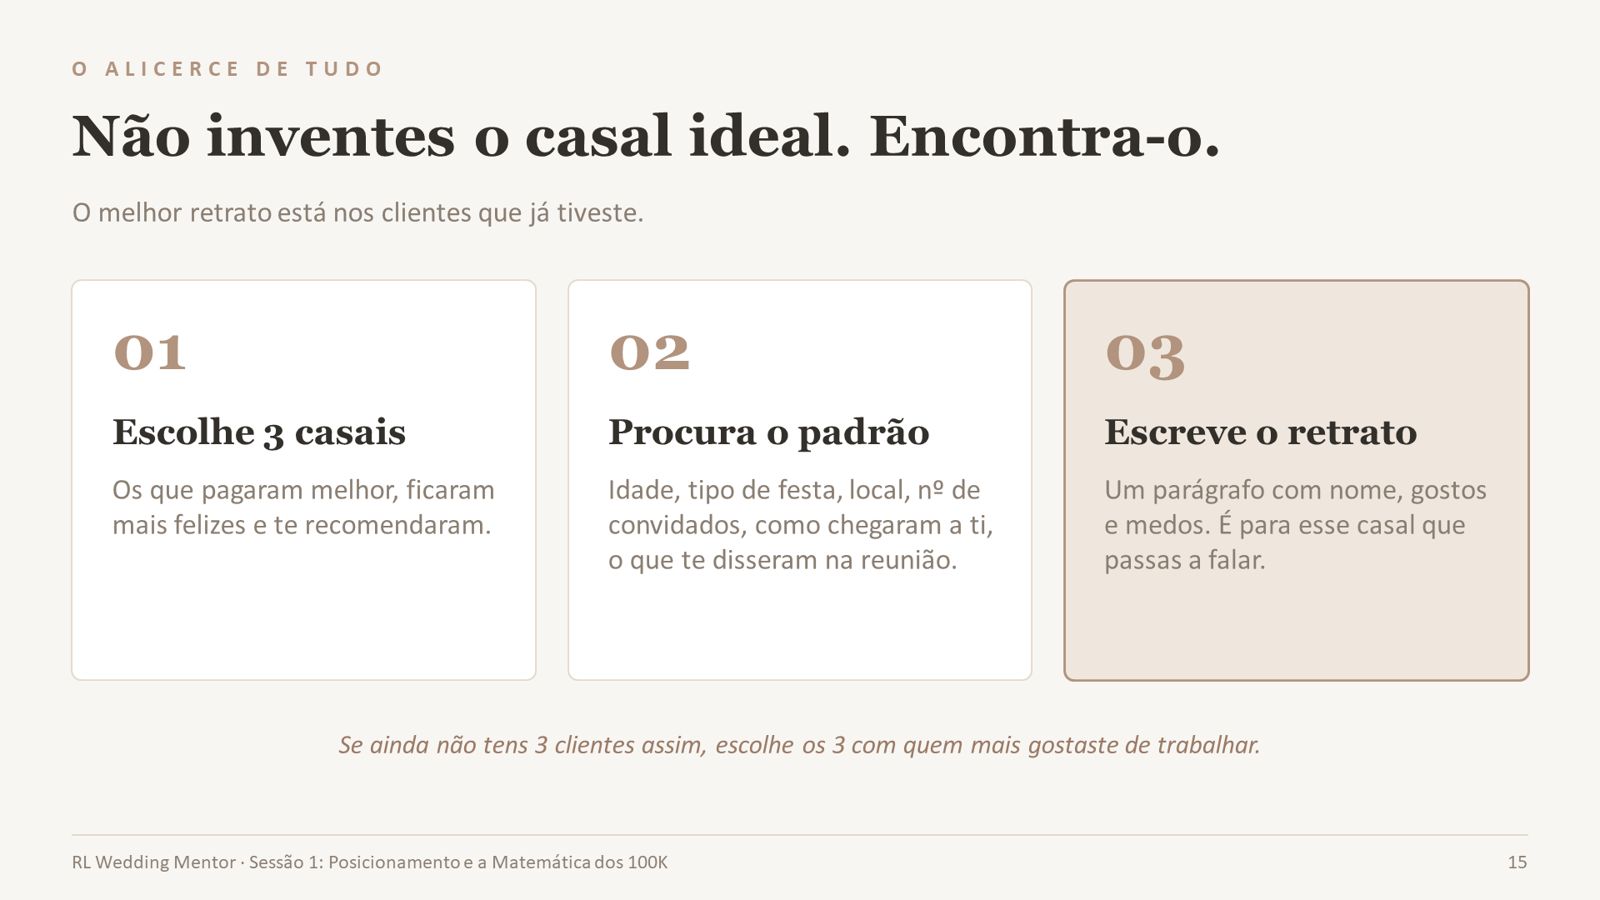 O ALICERCE DE TUDO
Não inventes o casal ideal. Encontra-o.
O melhor retrato está nos clientes que já tiveste.
01
Escolhe 3 casais
Os que pagaram melhor, ficaram
mais felizes e te recomendaram.
02
Procura o padrão
Idade, tipo de festa, local, nº de
convidados, como chegaram a ti,
o que te disseram na reunião.
03
Escreve o retrato
Um parágrafo com nome, gostos
e medos. É para esse casal que
passas a falar.
Se ainda não tens 3 clientes assim, escolhe os 3 com quem mais gostaste de trabalhar.
RL Wedding Mentor · Sessão 1: Posicionamento e a Matemática dos 100K
15